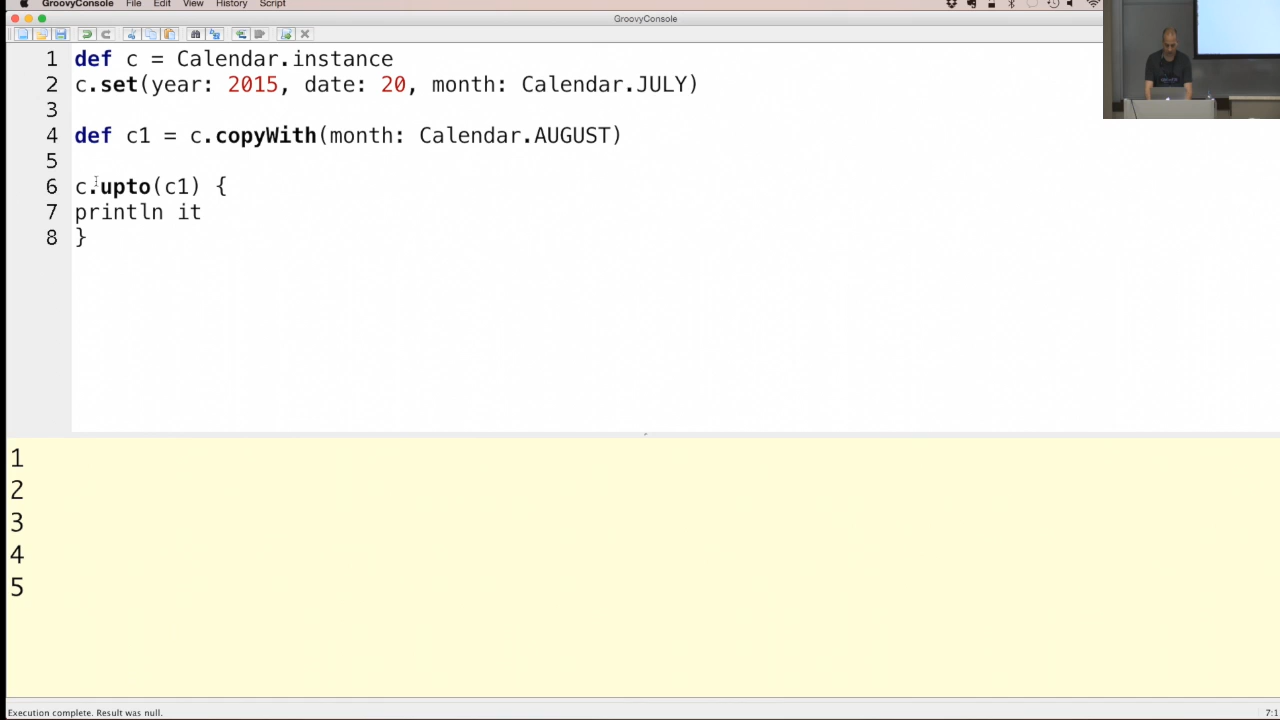 GroovyConsole File Edit View History Script
GroovyConsole
1 def c = Calendar.instance
2 c.set(year: 2015, date: 20, month: Calendar.JULY)
3
4 def c1 = c.copyWith(month: Calendar.AUGUST)
5
6 c.upto(c1) {
7 println it
8 }
1
2
3
4
5
Execution complete. Result was null.
7:1